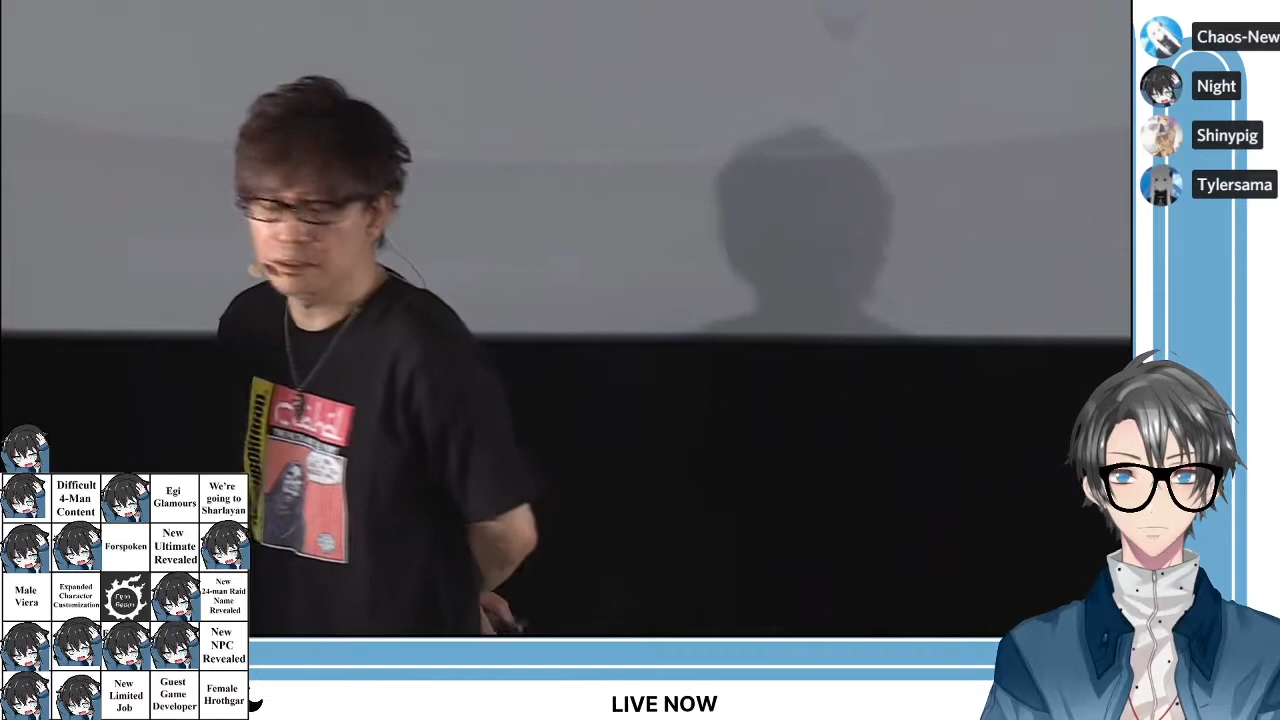 Chaos-New
Night
Shinypig
Tylersama
Difficult
4-Man
Content
Egi
Glamours
We're
going to
Sharlayan
Forspoken
New
Ultimate
Revealed
Male
Viera
Expanded
Character
Customization
New
24-man Raid
Name
Revealed
New
NPC
Revealed
New
Limited
Job
Guest
Game
Developer
Female
Hrothgar
LIVE NOW